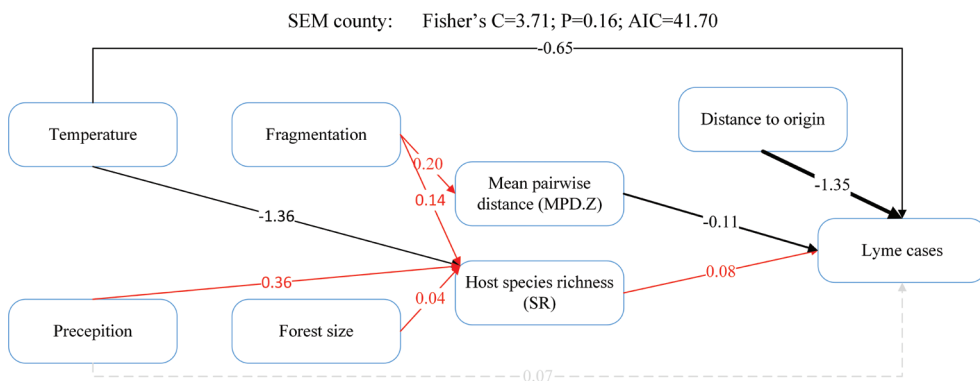 SEM county: Fisher's C=3.71; P=0.16; AIC=41.70
-0.65
Temperature
Fragmentation
Distance to origin
0.20
Mean pairwise
distance (MPD.Z)
-1.35
0.14
-1.36
-0.11
Lyme cases
0.36
Host species richness
(SR)
0.08
0.04
Precepition
Forest size
0.07